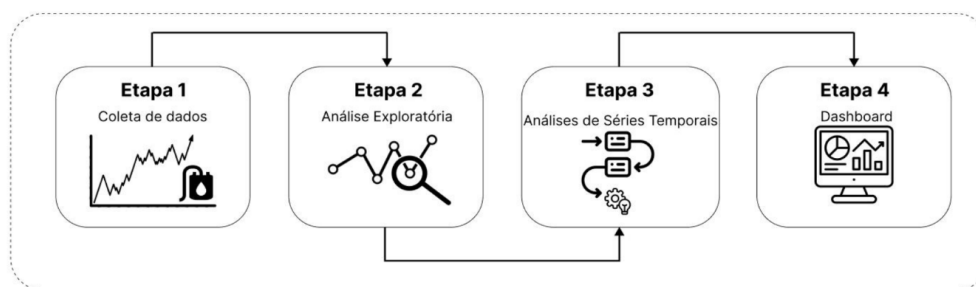 Etapa 1
Coleta de dados
Etapa 2
Análise Exploratória
Etapa 3
Análises de Séries Temporais
Etapa 4
Dashboard